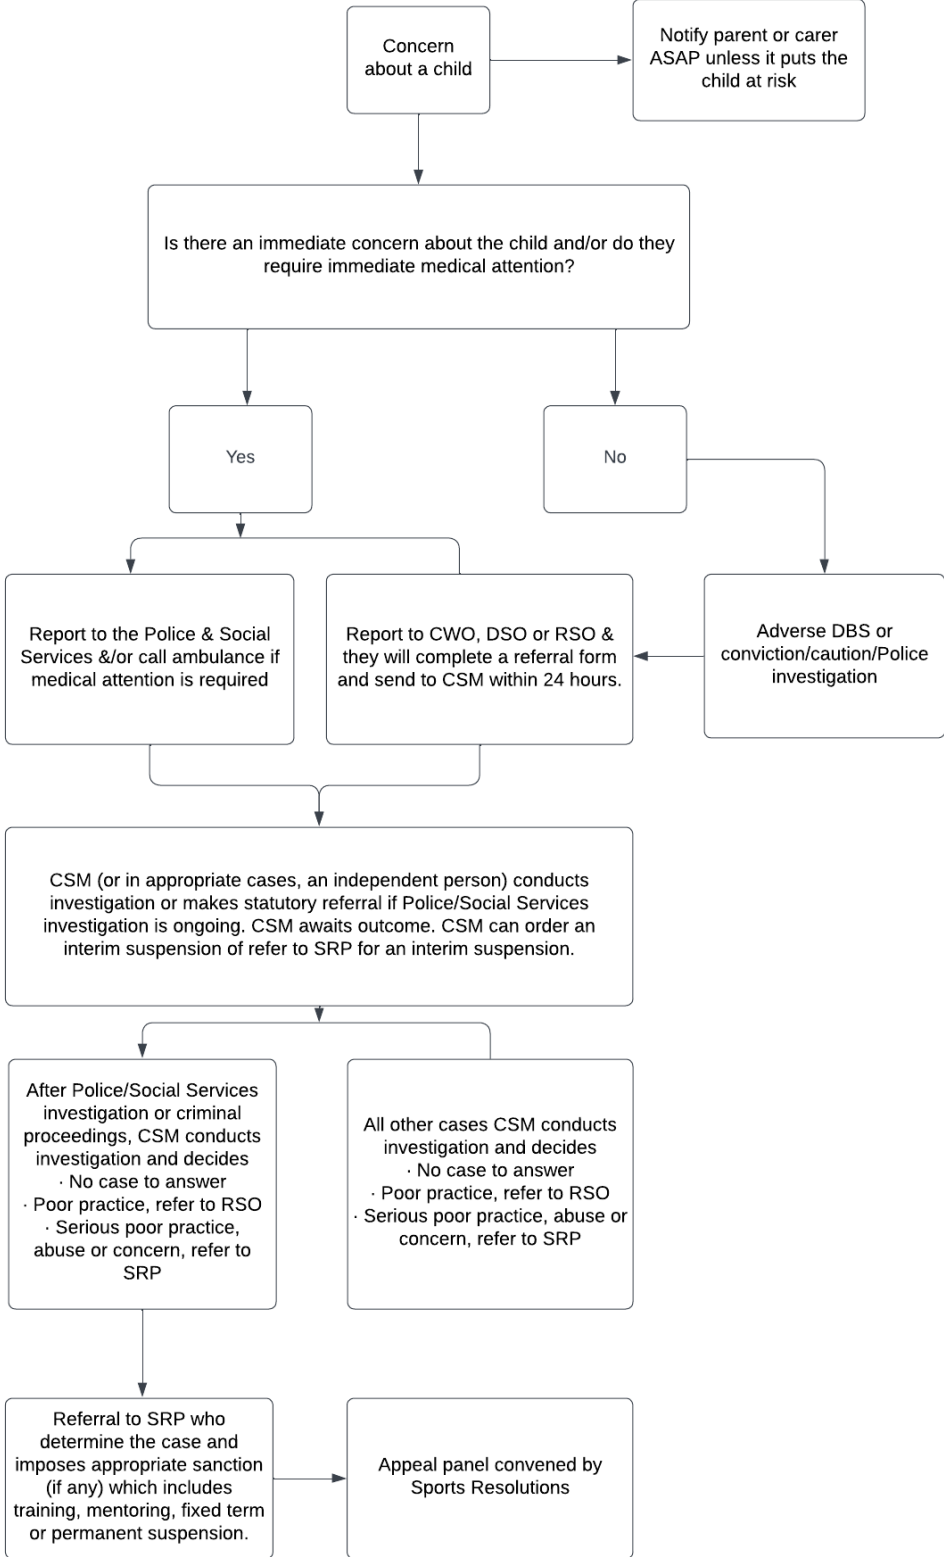 Concern
about a child
Notify parent or carer
ASAP unless it puts the
child at risk
Is there an immediate concern about the child and/or do they
require immediate medical attention?
Yes
No
Report to the Police & Social
Services &/or call ambulance if
medical attention is required
Report to CWO, DSO or RSO &
they will complete a referral form
and send to CSM within 24 hours.
Adverse DBS or
conviction/caution/Police
investigation
CSM (or in appropriate cases, an independent person) conducts
investigation or makes statutory referral if Police/Social Services
investigation is ongoing. CSM awaits outcome. CSM can order an
interim suspension of refer to SRP for an interim suspension.
After Police/Social Services
investigation or criminal
proceedings, CSM conducts
investigation and decides
· No case to answer
· Poor practice, refer to RSO
· Serious poor practice,
abuse or concern, refer to
SRP
All other cases CSM conducts
investigation and decides
· No case to answer
· Poor practice, refer to RSO
· Serious poor practice, abuse or
concern, refer to SRP
Referral to SRP who
determine the case and
imposes appropriate sanction
(if any) which includes
training, mentoring, fixed term
or permanent suspension.
Appeal panel convened by
Sports Resolutions